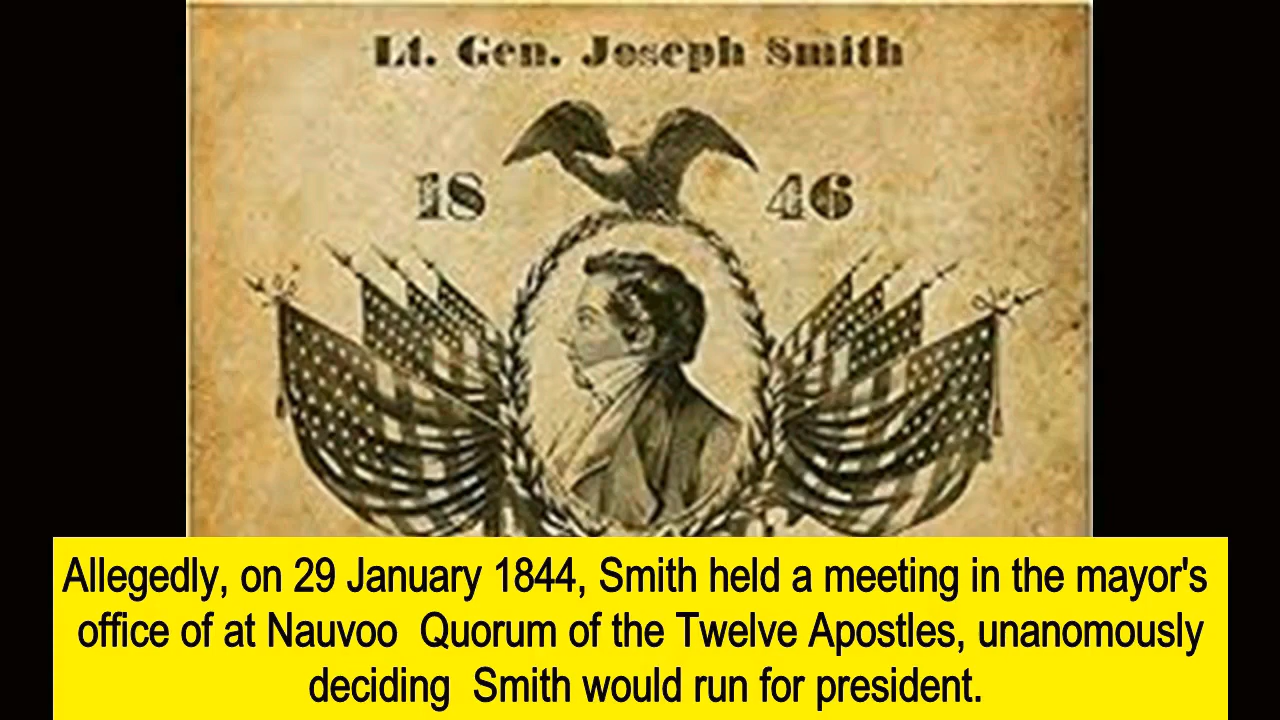 Lt. Gen. Joseph Smith
18 46
Allegedly, on 29 January 1844, Smith held a meeting in the mayor's
office of at Nauvoo Quorum of the Twelve Apostles, unanomously
deciding Smith would run for president.